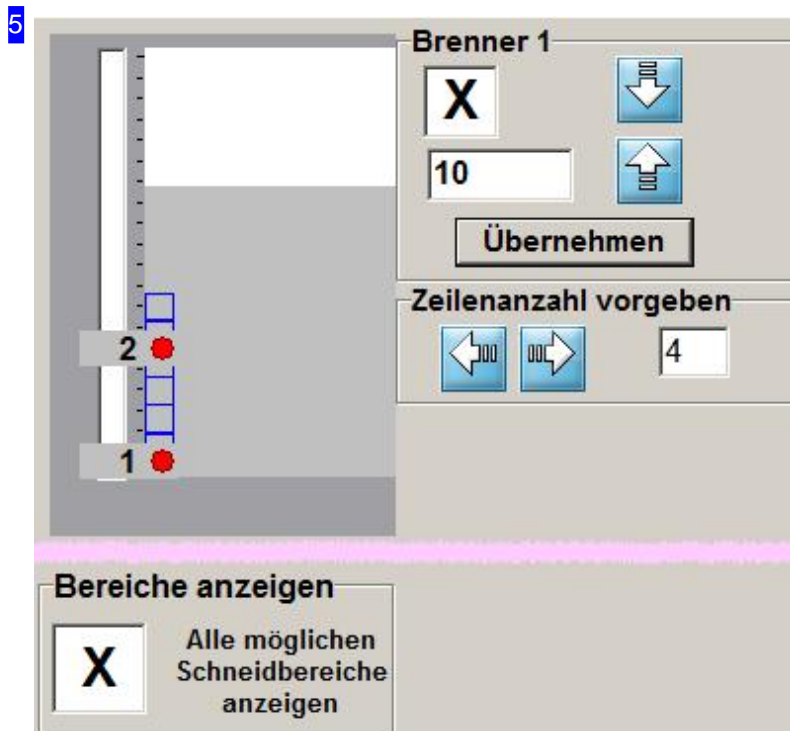 5
Brenner 1
X
10
Übernehmen
Zeilenanzahl vorgeben
4
2
1
Bereiche anzeigen
X
Alle möglichen
Schneidbereiche
anzeigen